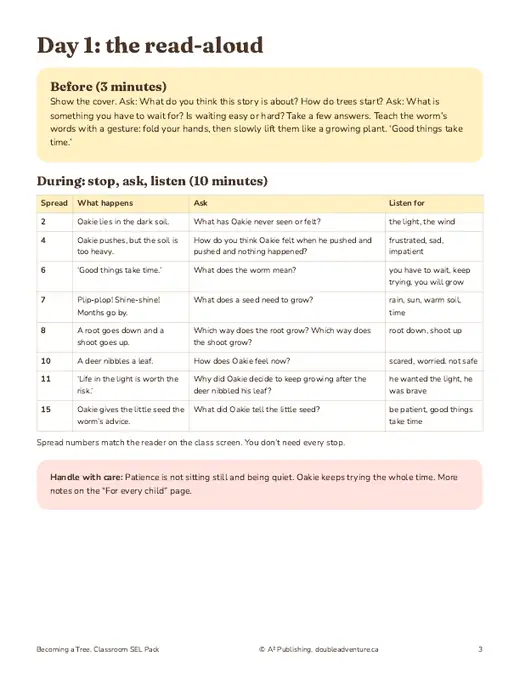 Day 1: the read-aloud
Before (3 minutes)
Show the cover. Ask: What do you think this story is about? How do trees start? Ask: What is
something you have to wait for? Is waiting easy or hard? Take a few answers. Teach the worm's
words with a gesture: fold your hands, then slowly lift them like a growing plant. 'Good things take
time.'
During: stop, ask, listen (10 minutes)
Spread What happens Ask Listen for
2 Oakie lies in the dark soil. What has Oakie never seen or felt? the light, the wind
4 Oakie pushes, but the soil is How do you think Oakie felt when he pushed and frustrated, sad,
too heavy. pushed and nothing happened? impatient
6 'Good things take time.' What does the worm mean? you have to wait, keep
trying, you will grow
7 Plip-plop! Shine-shine! What does a seed need to grow? rain, sun, warm soil,
Months go by. time
8 A root goes down and a Which way does the root grow? Which way does root down, shoot up
shoot goes up. the shoot grow?
10 A deer nibbles a leaf. How does Oakie feel now? scared, worried, not safe
11 'Life in the light is worth the Why did Oakie decide to keep growing after the he wanted the light, he
risk.' deer nibbled his leaf? was brave
15 Oakie gives the little seed the What did Oakie tell the little seed? be patient, good things
worm's advice. take time
Spread numbers match the reader on the class screen. You don't need every stop.
Handle with care: Patience is not sitting still and being quiet. Oakie keeps trying the whole time. More
notes on the "For every child" page.
Becoming a Tree, Classroom SEL Pack © A² Publishing, doubleadventure.ca 3